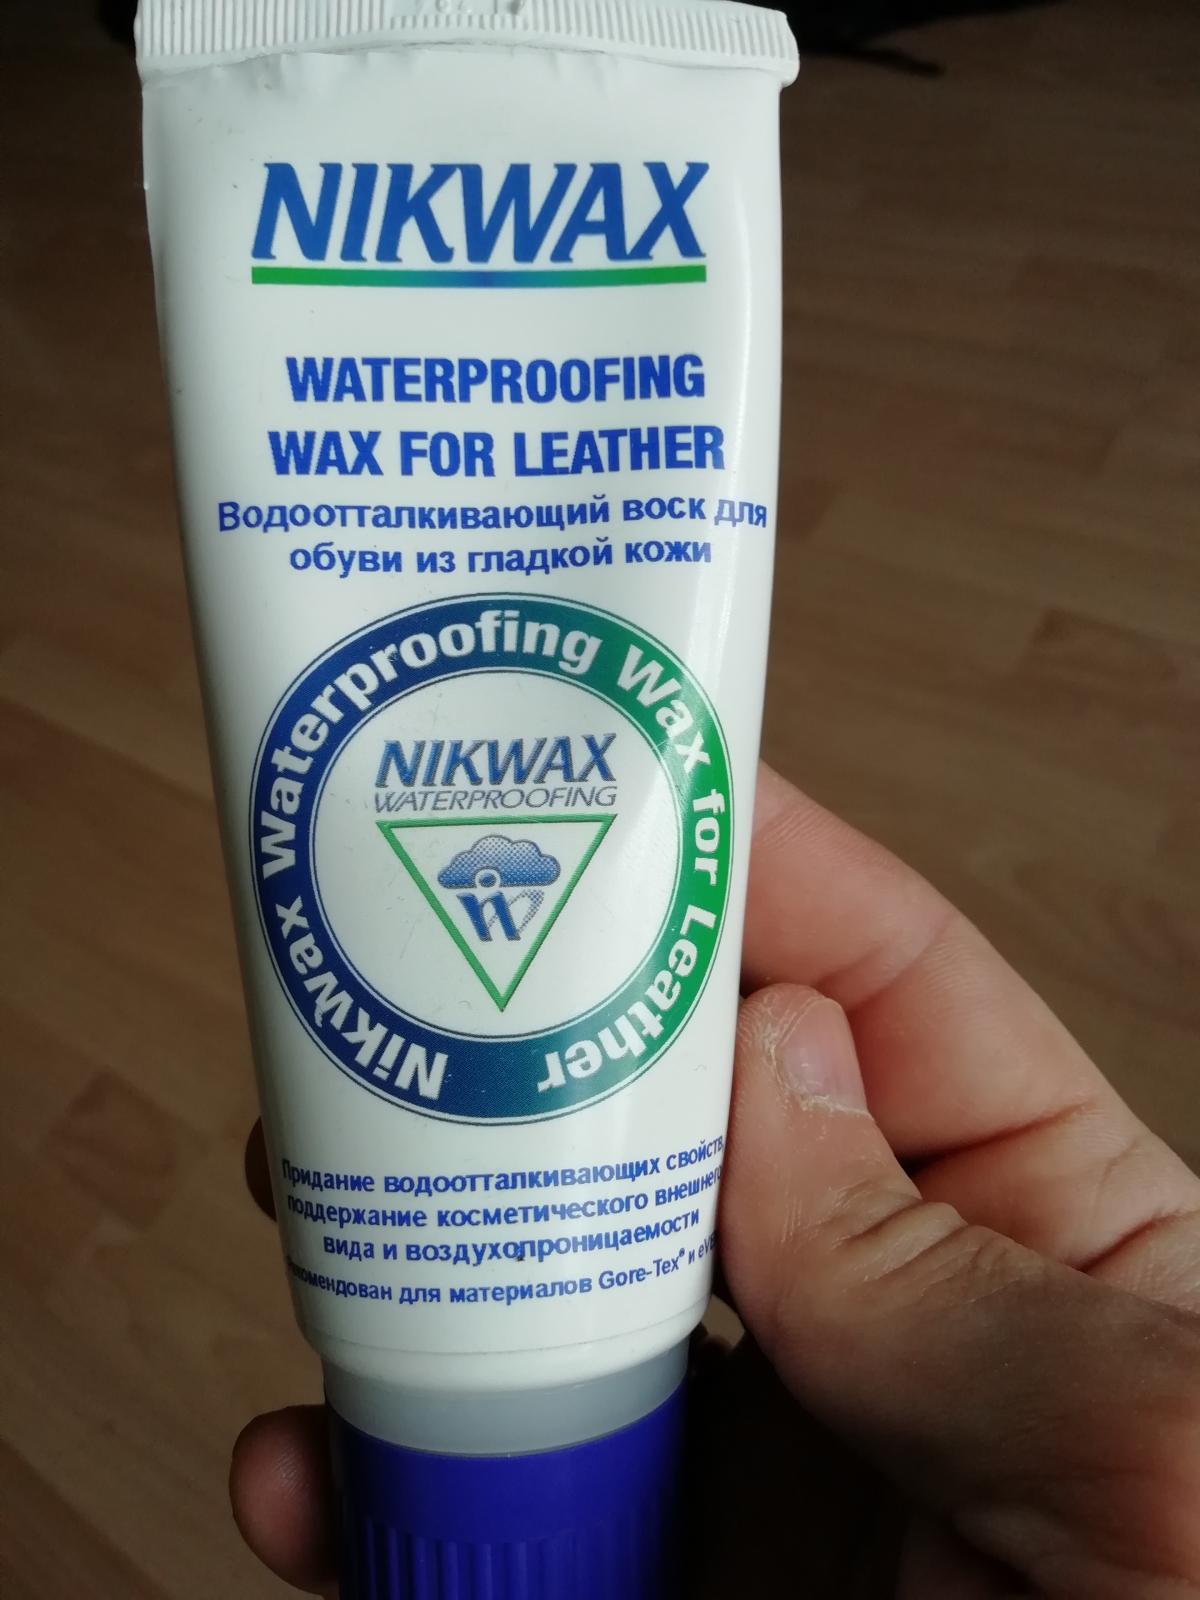 NIKWAX
WATERPROOFING
WAX FOR LEATHER
Водоотталкивающий воск для
обуви из гладкой кожи
Nikwax Waterproofing Wax for Leather
NIKWAX
WATERPROOFING
n
Придание водоотталкивающих свойств,
поддержание косметического внешнего
вида и воздухопроницаемости
для материалов Gore-Tex® и